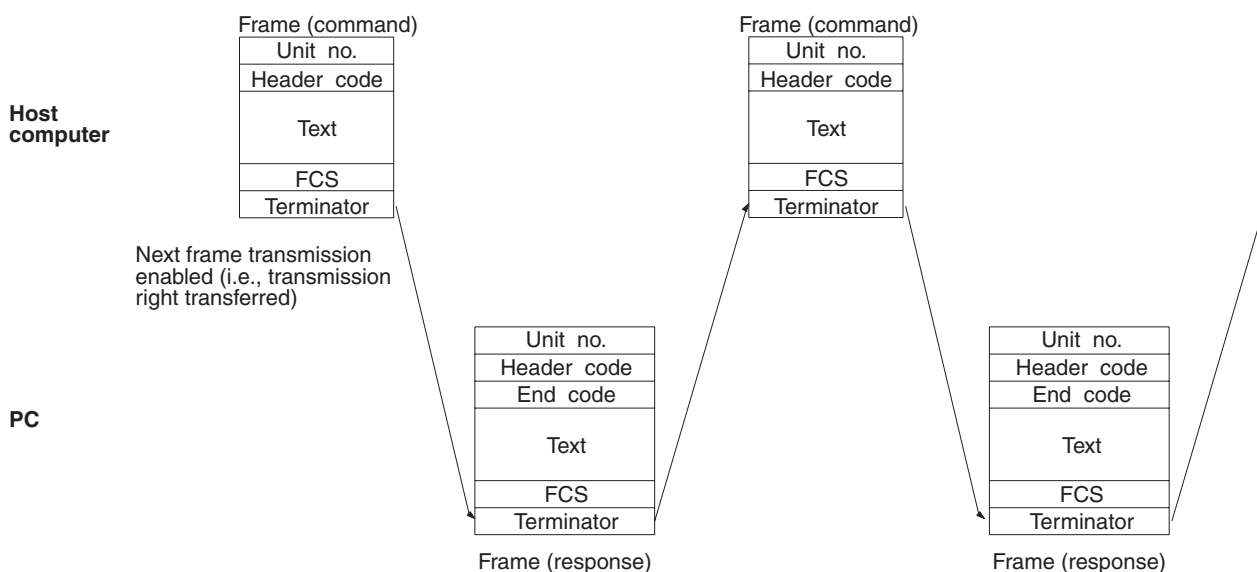 Frame (command)
Unit no.
Header code
Text
FCS
Terminator
Frame (command)
Unit no.
Header code
Text
FCS
Terminator
Host
computer
Next frame transmission
enabled (i.e., transmission
right transferred)
PC
Unit no.
Header code
End code
Text
FCS
Terminator
Frame (response)
Unit no.
Header code
End code
Text
FCS
Terminator
Frame (response)